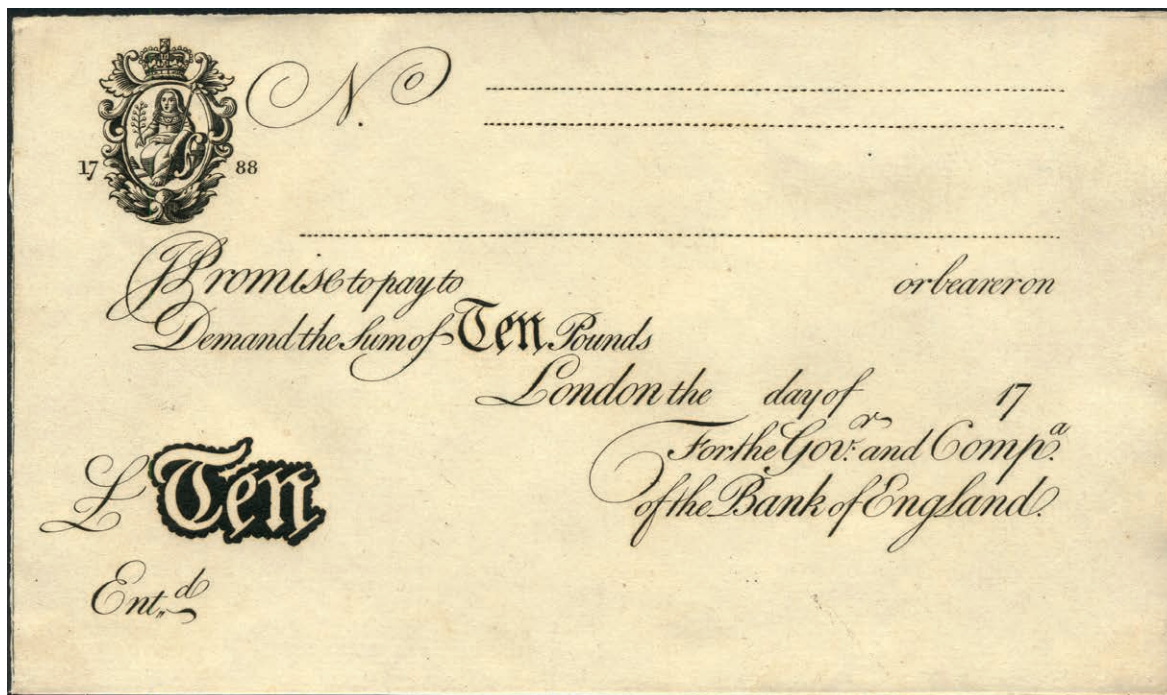 No
17 88
I Promise to pay to or bearer on
Demand the Sum of Ten Pounds
London the day of 17
For the Gov.r and Comp.a
of the Bank of England.
£ Ten
Ent.d